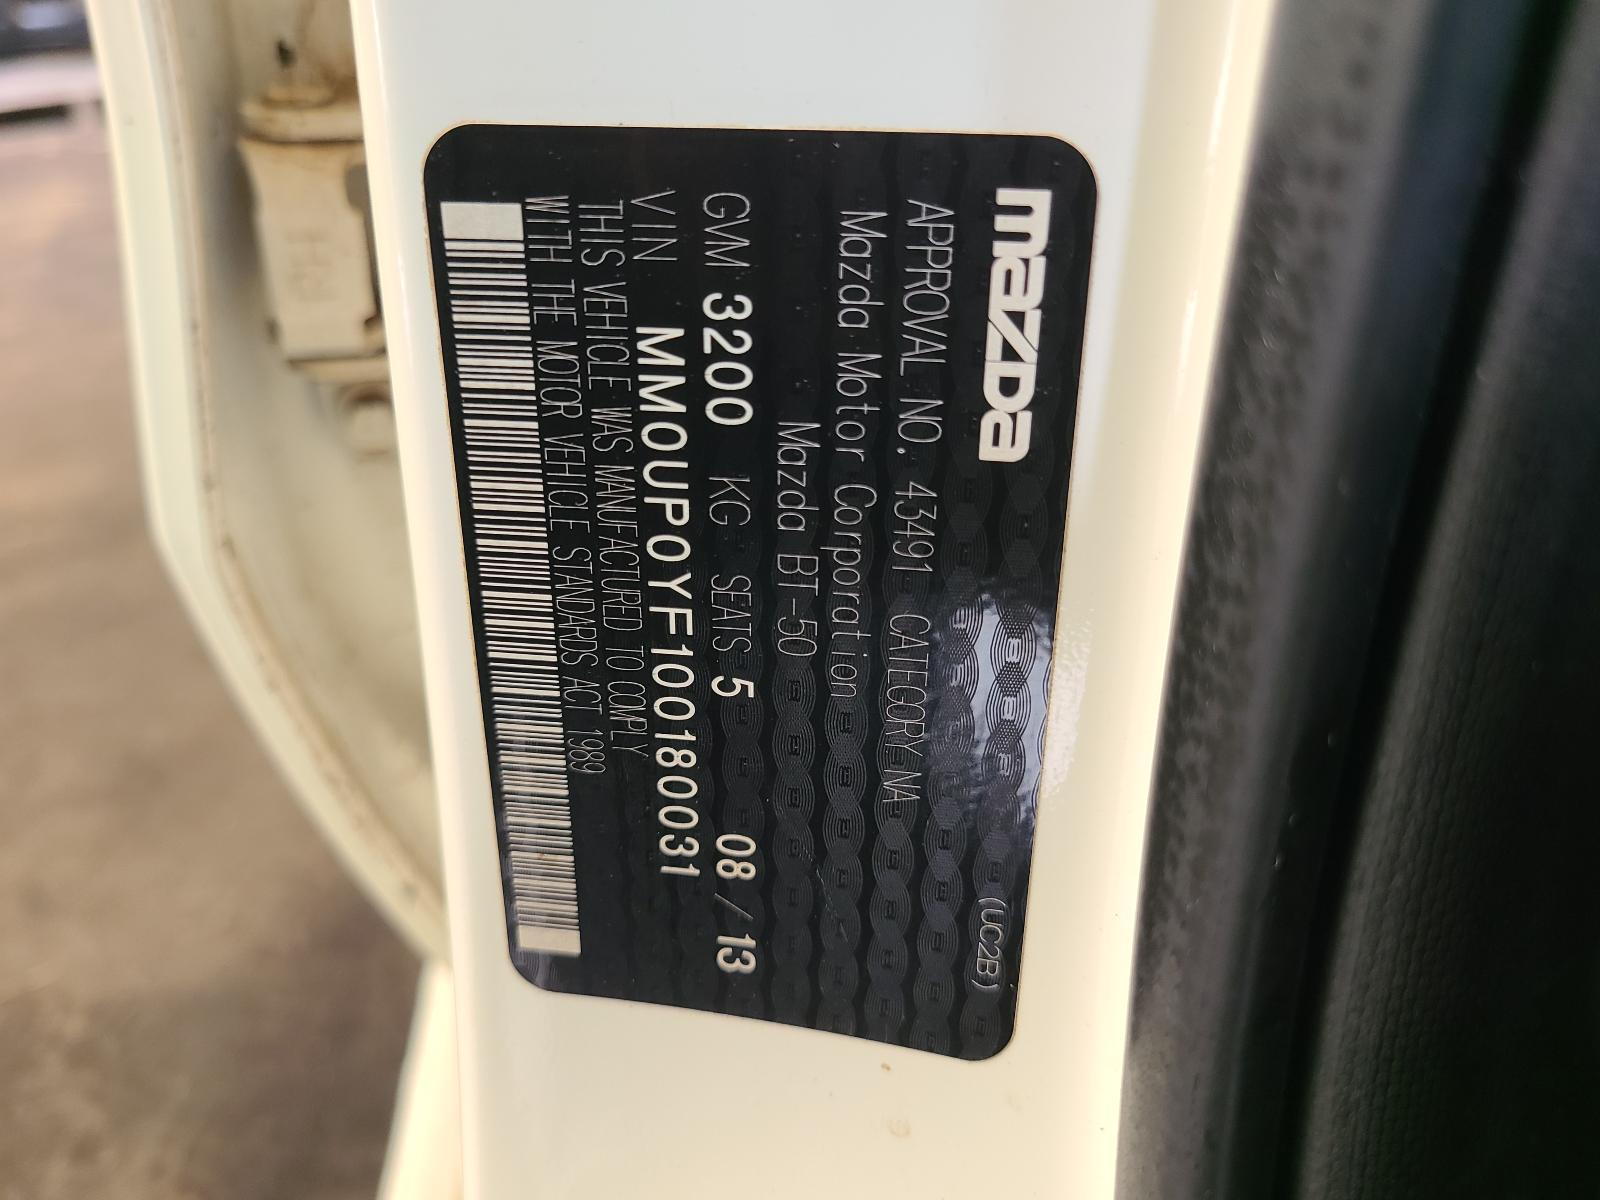 mazDa
(UC2B)
APPROVAL NO. 43491 CATEGORY NA
Mazda Motor Corporation
Mazda BT-50
GVM 3200 KG SEATS 5 08/13
VIN MM0UP0YF100180031
THIS VEHICLE WAS MANUFACTURED TO COMPLY
WITH THE MOTOR VEHICLE STANDARDS ACT 1989